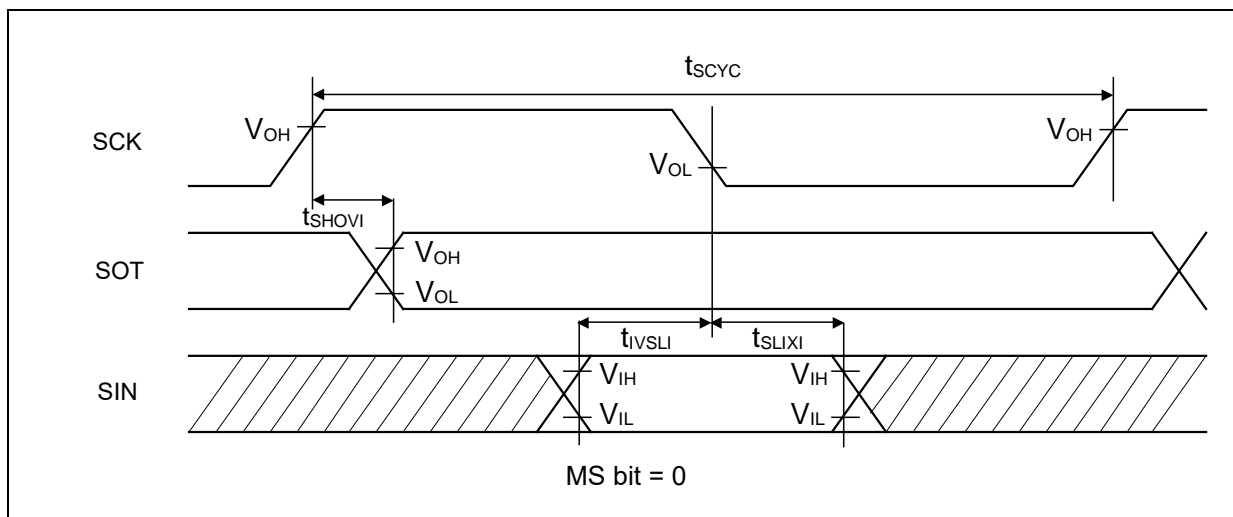 tSCYC
SCK
VOH
VOH
VOL
tSHOVI
SOT
VOH
VOL
tIVSLI
tSLIXI
SIN
VIH
VIH
VIL
VIL
MS bit = 0